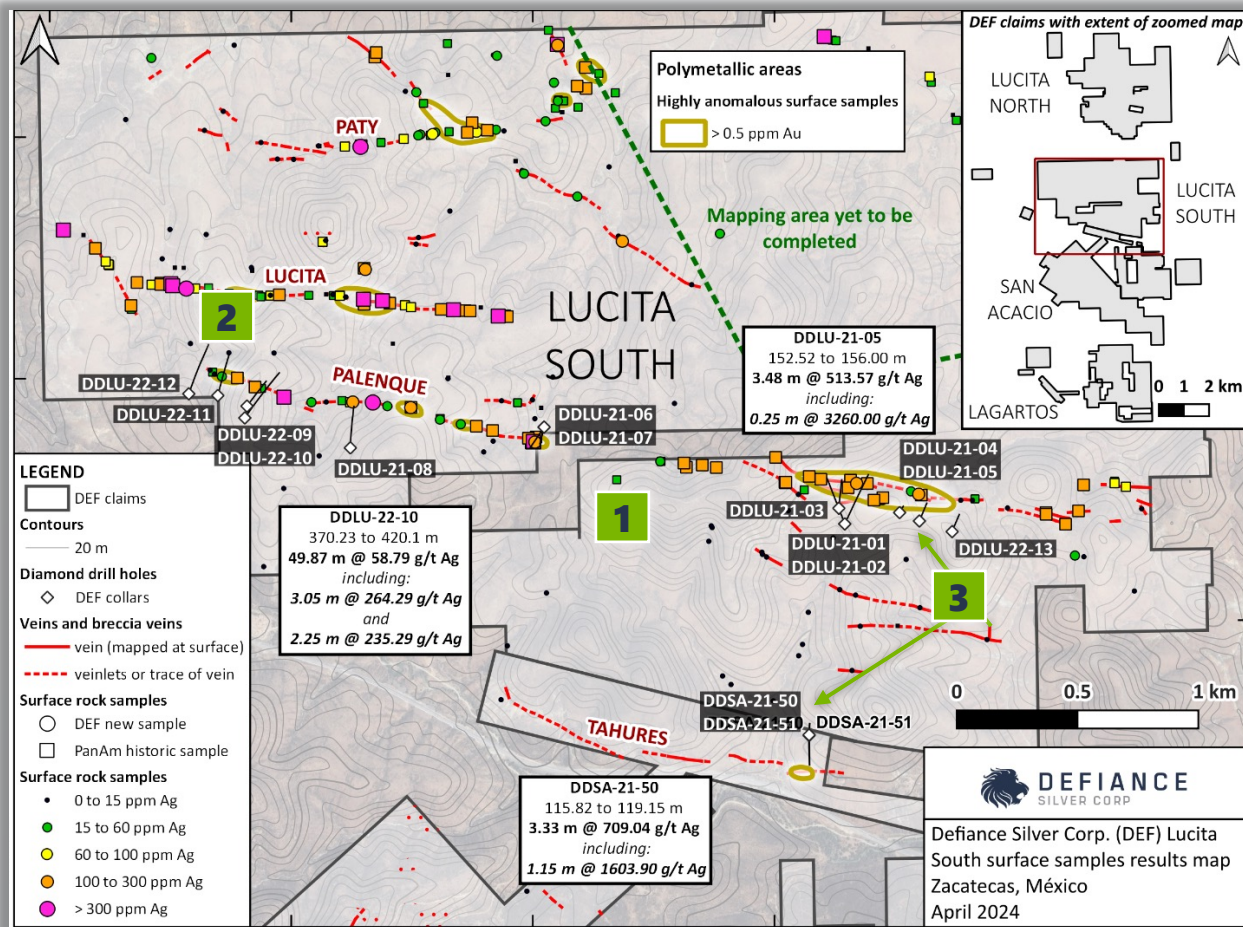 Polymetallic areas
Highly anomalous surface samples
> 0.5 ppm Au
DEF claims with extent of zoomed map
LUCITA
NORTH
LUCITA
SOUTH
SAN
ACACIO
LAGARTOS
0 1 2 km
PATY
Mapping area yet to be
completed
LUCITA
2
LUCITA
SOUTH
PALENQUE
DDLU-22-12
DDLU-22-11
DDLU-22-09
DDLU-22-10
DDLU-21-08
DDLU-21-06
DDLU-21-07
DDLU-21-05
152.52 to 156.00 m
3.48 m @ 513.57 g/t Ag
including:
0.25 m @ 3260.00 g/t Ag
DDLU-21-04
DDLU-21-05
DDLU-21-03
DDLU-21-01
DDLU-21-02
DDLU-22-13
1
3
DDLU-22-10
370.23 to 420.1 m
49.87 m @ 58.79 g/t Ag
including:
3.05 m @ 264.29 g/t Ag
and
2.25 m @ 235.29 g/t Ag
LEGEND
DEF claims
Contours
20 m
Diamond drill holes
DEF collars
Veins and breccia veins
vein (mapped at surface)
veinlets or trace of vein
Surface rock samples
DEF new sample
PanAm historic sample
Surface rock samples
0 to 15 ppm Ag
15 to 60 ppm Ag
60 to 100 ppm Ag
100 to 300 ppm Ag
> 300 ppm Ag
TAHURES
DDSA-21-50
DDSA-21-51
DDSA-21-51
DDSA-21-50
115.82 to 119.15 m
3.33 m @ 709.04 g/t Ag
including:
1.15 m @ 1603.90 g/t Ag
0 0.5 1 km
DEFIANCE
SILVER CORP
Defiance Silver Corp. (DEF) Lucita
South surface samples results map
Zacatecas, México
April 2024